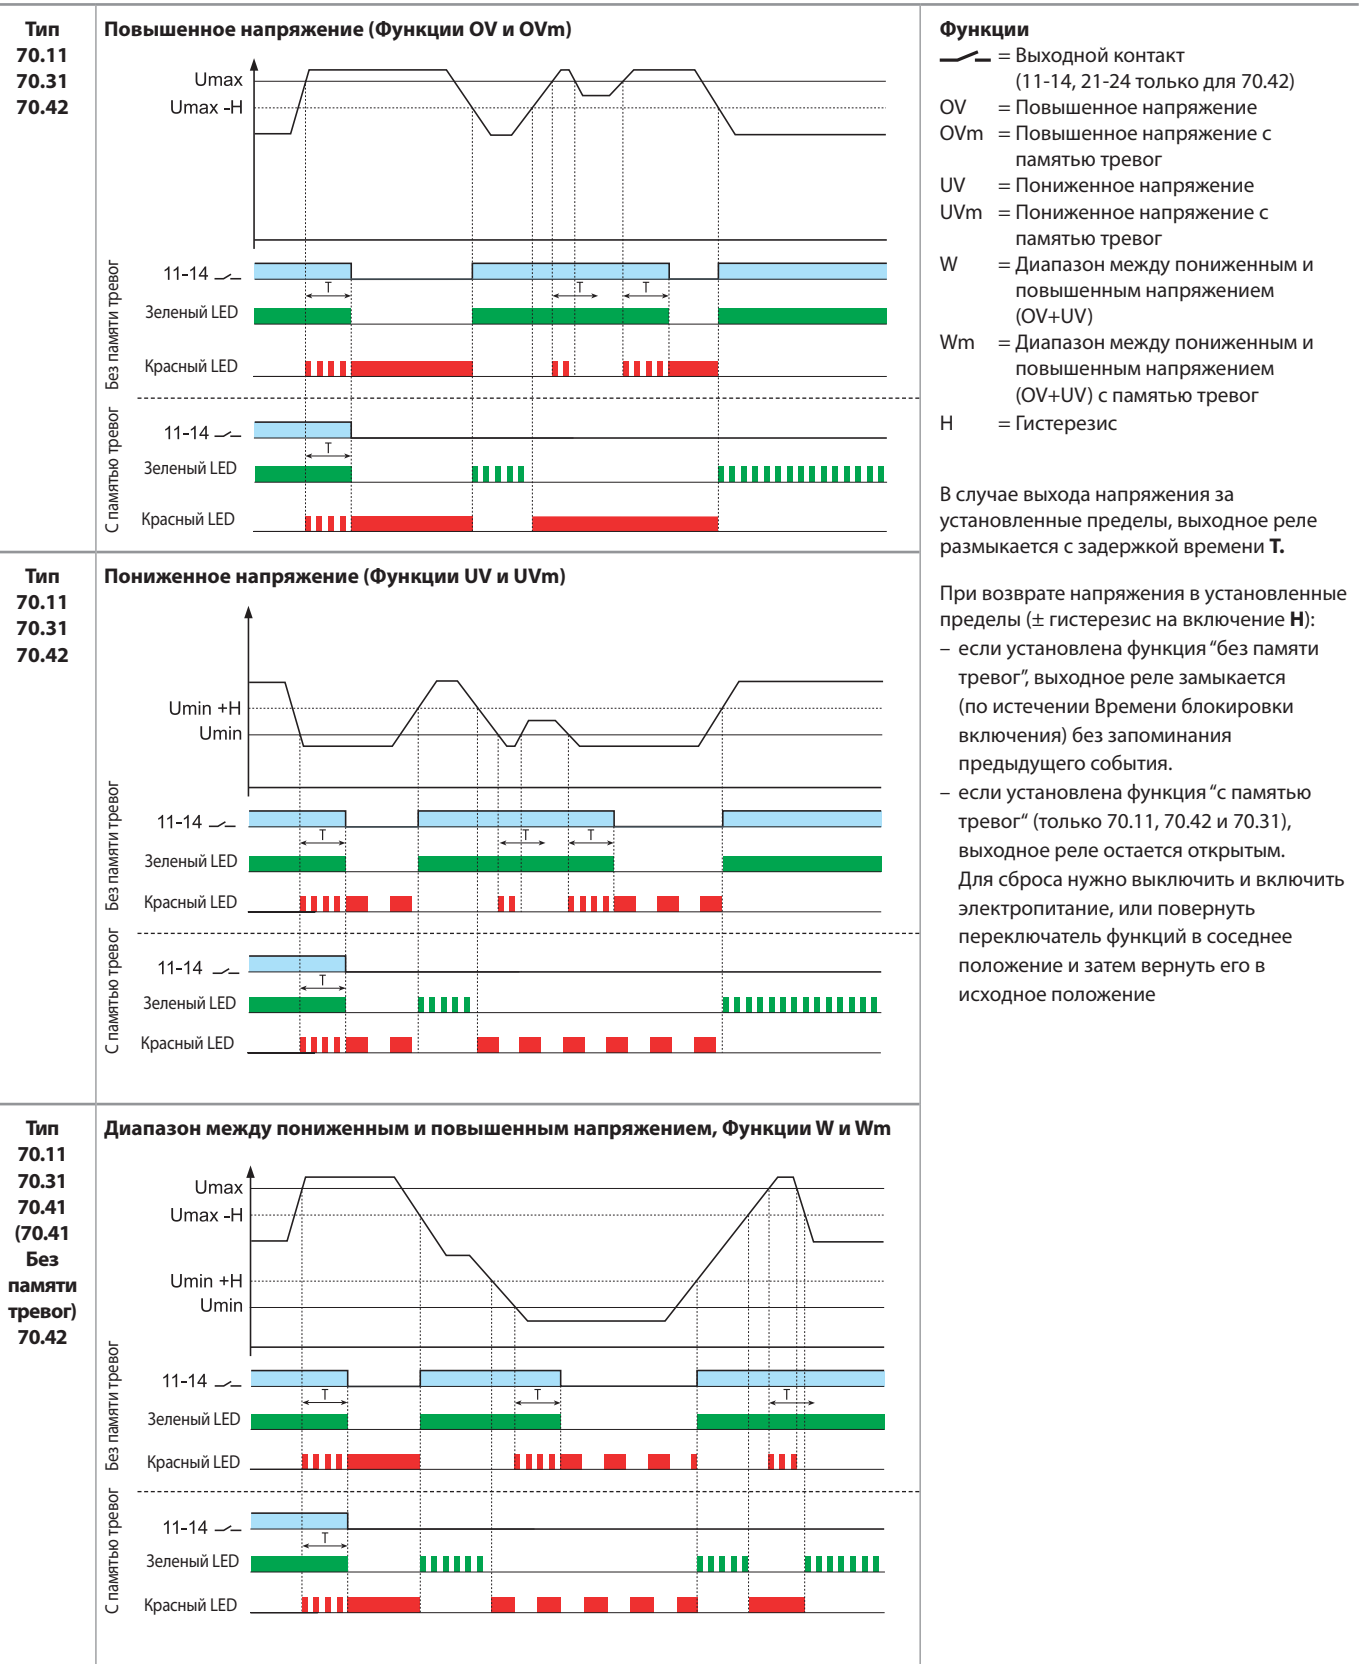 Тип
70.11
70.31
70.42
Повышенное напряжение (Функции OV и OVm)
Umax
Umax -H
Без памяти тревог
11-14
T
T
T
Зеленый LED
Красный LED
С памятью тревог
11-14
T
Зеленый LED
Красный LED
Тип
70.11
70.31
70.42
Пониженное напряжение (Функции UV и UVm)
Umin +H
Umin
Без памяти тревог
11-14
T
T
T
Зеленый LED
Красный LED
С памятью тревог
11-14
T
Зеленый LED
Красный LED
Тип
70.11
70.31
70.41
(70.41
Без
памяти
тревог)
70.42
Диапазон между пониженным и повышенным напряжением, Функции W и Wm
Umax
Umax -H
Umin +H
Umin
Без памяти тревог
11-14
T
T
T
Зеленый LED
Красный LED
С памятью тревог
11-14
T
Зеленый LED
Красный LED
Функции
= Выходной контакт
(11-14, 21-24 только для 70.42)
OV = Повышенное напряжение
OVm = Повышенное напряжение с
памятью тревог
UV = Пониженное напряжение
UVm = Пониженное напряжение с
памятью тревог
W = Диапазон между пониженным и
повышенным напряжением
(OV+UV)
Wm = Диапазон между пониженным и
повышенным напряжением
(OV+UV) с памятью тревог
H = Гистерезис
В случае выхода напряжения за
установленные пределы, выходное реле
размыкается с задержкой времени T.
При возврате напряжения в установленные
пределы (± гистерезис на включение H):
– если установлена функция “без памяти
тревог”, выходное реле замыкается
(по истечении Времени блокировки
включения) без запоминания
предыдущего события.
– если установлена функция “с памятью
тревог“ (только 70.11, 70.42 и 70.31),
выходное реле остается открытым.
Для сброса нужно выключить и включить
электропитание, или повернуть
переключатель функций в соседнее
положение и затем вернуть его в
исходное положение